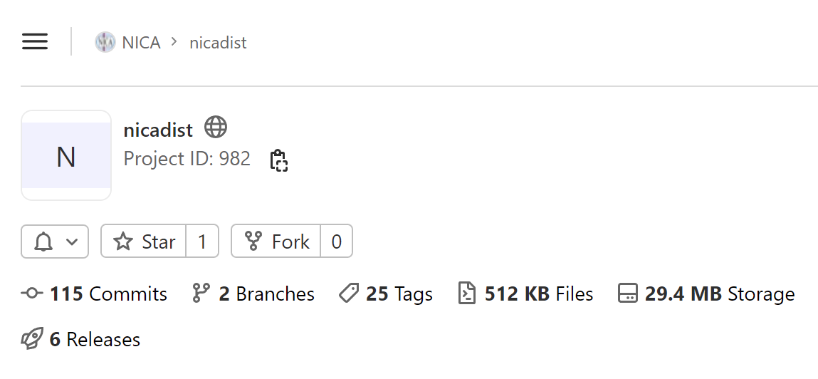 NICA > nicadist
N
nicadist
Project ID: 982
Star 1 Fork 0
115 Commits 2 Branches 25 Tags 512 KB Files 29.4 MB Storage
6 Releases